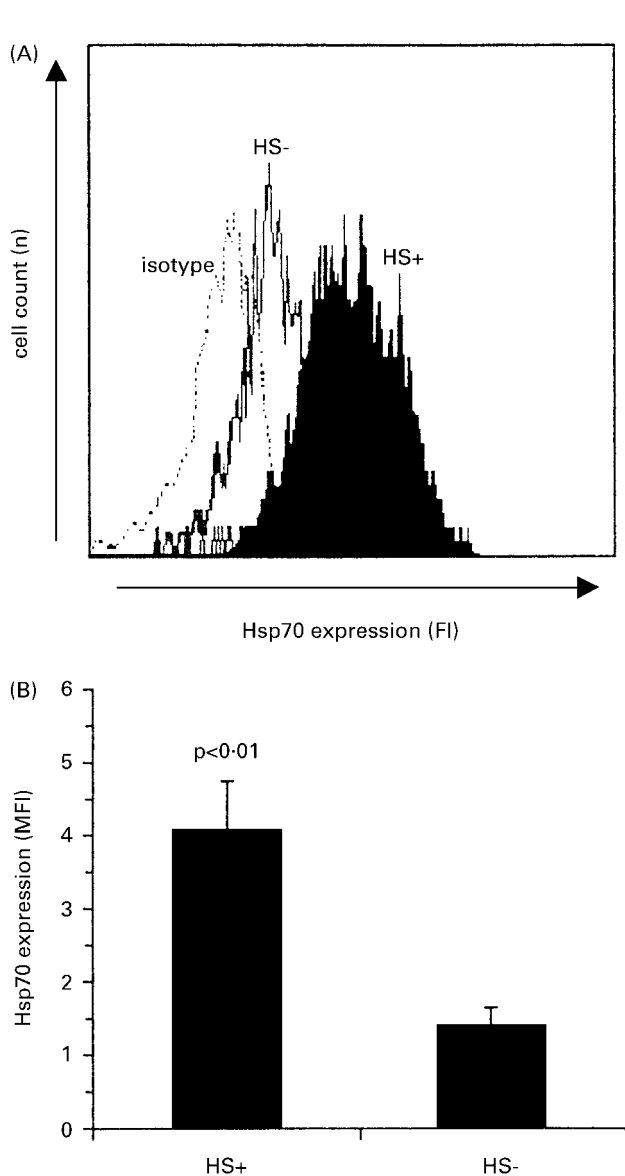 (A)
HS-
isotype
HS+
cell count (n)
Hsp70 expression (FI)
(B)
6
p<0·01
5
4
3
2
1
0
Hsp70 expression (MFI)
HS+
HS-